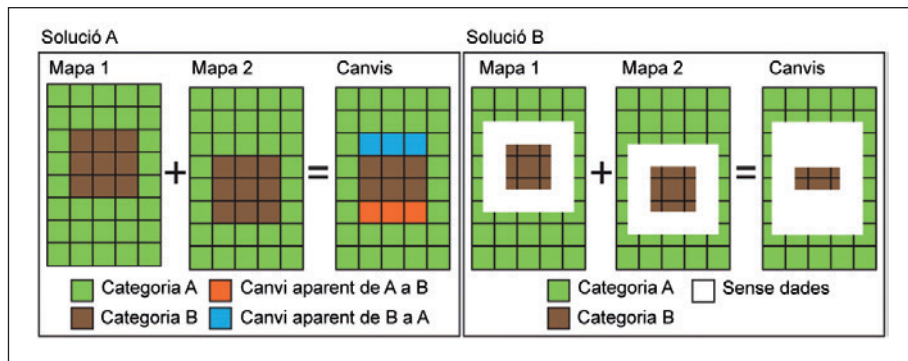 Solució A
Mapa 1
Mapa 2
Canvis
+
=
Categoria A
Canvi aparent de A a B
Categoria B
Canvi aparent de B a A
Solució B
Mapa 1
Mapa 2
Canvis
+
=
Categoria A
Sense dades
Categoria B